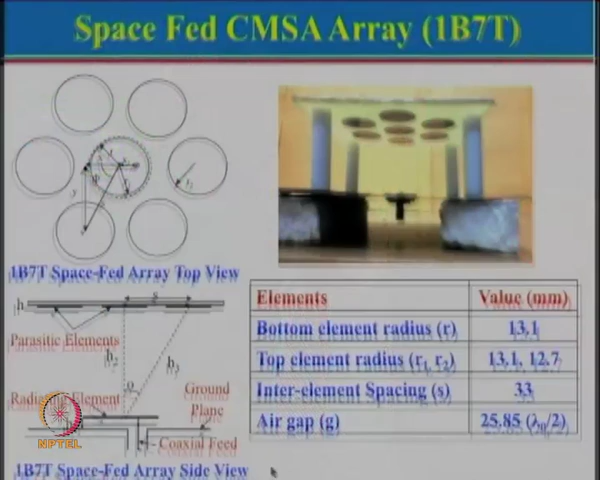 Space Fed CMSA Array (1B7T)
1B7T Space-Fed Array Top View
h
s
Parasitic Elements
h₂
h₃
Radiating Element
Ground
Plane
Coaxial Feed
NPTEL
1B7T Space-Fed Array Side View
Elements Value (mm)
Bottom element radius (r) 13.1
Top element radius (r₁, r₂) 13.1, 12.7
Inter-element Spacing (s) 33
Air gap (g) 25.85 (λ₀/2)